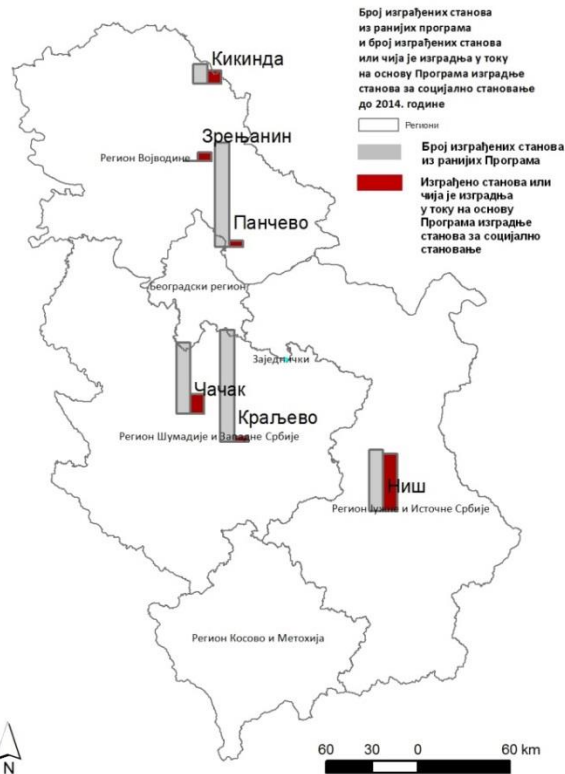 Број изграђених станова
из ранијих програма
и број изграђених станова
или чија је изградња у току
на основу Програма изградње
станова за социјално становање
до 2014. године
Региони
Број изграђених станова
из ранијих Програма
Изграђено станова или
чија је изградња
у току на основу
Програма изградње
станова за социјално
становање
Кикинда
Зрењанин
Регион Војводине
Панчево
Београдски регион
Заједнички
Чачак
Краљево
Регион Шумадије и Западне Србије
Ниш
Регион Јужне и Источне Србије
Регион Косово и Метохија
N
60 30 0 60 km